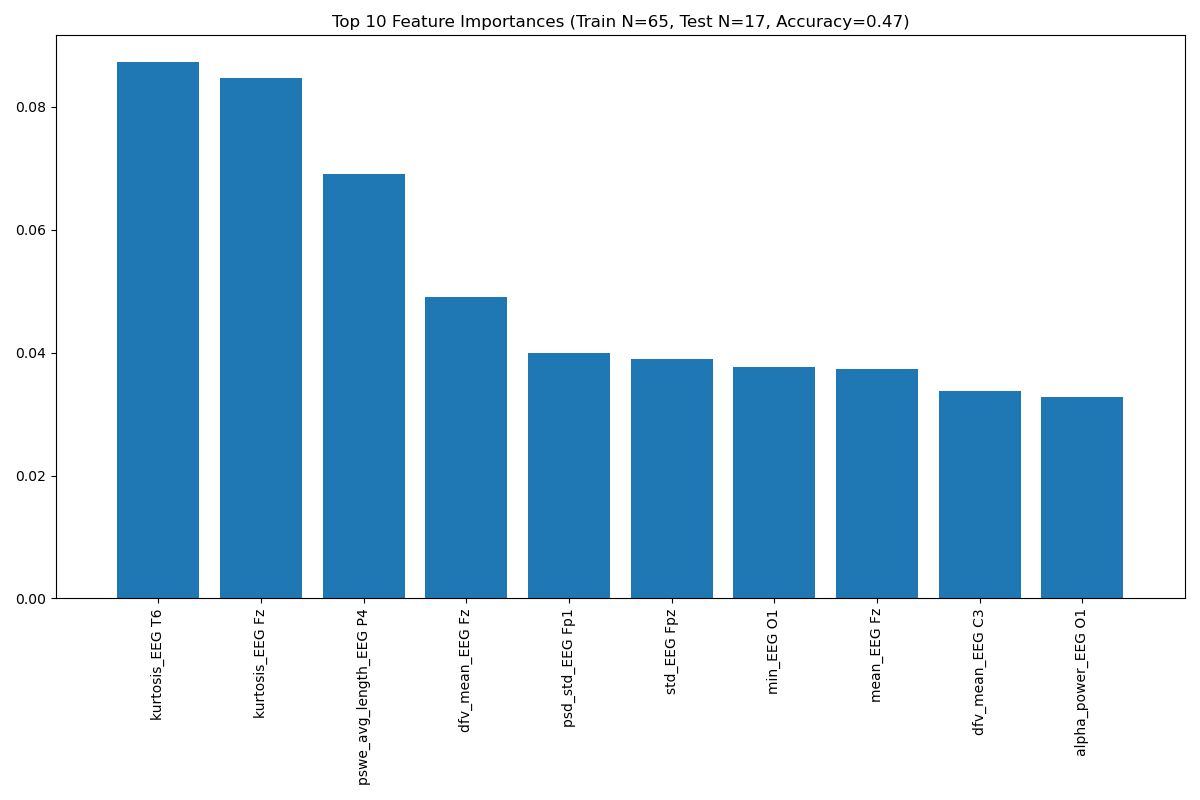 Top 10 Feature Importances (Train N=65, Test N=17, Accuracy=0.47)
0.08
0.06
0.04
0.02
0.00
kurtosis_EEG T6
kurtosis_EEG Fz
pswe_avg_length_EEG P4
dfv_mean_EEG Fz
psd_std_EEG Fp1
std_EEG Fpz
min_EEG O1
mean_EEG Fz
dfv_mean_EEG C3
alpha_power_EEG O1